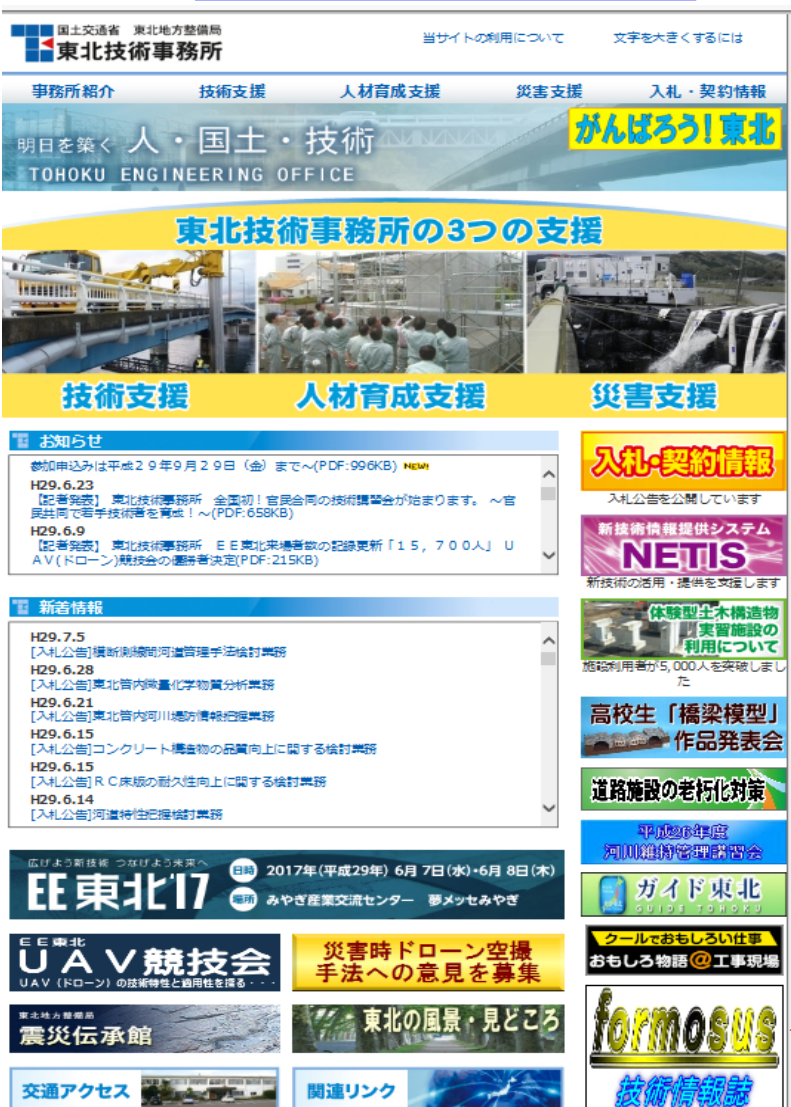 国土交通省 東北地方整備局
東北技術事務所
当サイトの利用について
文字を大きくするには
事務所紹介
技術支援
人材育成支援
災害支援
入札・契約情報
明日を築く 人・国土・技術
TOHOKU ENGINEERING OFFICE
がんばろう!東北
東北技術事務所の3つの支援
技術支援
人材育成支援
災害支援
お知らせ
参加申込みは平成29年9月29日(金)まで~(PDF:996KB) NEW!
H29.6.23
【記者発表】 東北技術事務所 全国初!官民合同の技術講習会が始まります。 ~官
民共同で若手技術者を育成!~(PDF:658KB)
H29.6.9
【記者発表】 東北技術事務所 EE東北来場者数の記録更新「15,700人」 U
AV(ドローン)競技会の優勝者決定(PDF:215KB)
新着情報
H29.7.5
[入札公告]横断測線間河道管理手法検討業務
H29.6.28
[入札公告]東北管内微量化学物質分析業務
H29.6.21
[入札公告]東北管内河川堤防情報把握業務
H29.6.15
[入札公告]コンクリート構造物の品質向上に関する検討業務
H29.6.15
[入札公告]RC床版の耐久性向上に関する検討業務
H29.6.14
[入札公告]河道特性把握検討業務
広げよう新技術 つなげよう未来へ
EE東北'17
日時 2017年(平成29年) 6月 7日(水)・6月 8日(木)
場所 みやぎ産業交流センター 夢メッセみやぎ
EE東北
UAV競技会
UAV(ドローン)の技術特性と適用性を探る・・・
災害時ドローン空撮
手法への意見を募集
東北地方整備局
震災伝承館
東北の風景・見どころ
交通アクセス
関連リンク
入札・契約情報
入札公告を公開しています
新技術情報提供システム
NETIS
新技術の活用・提供を支援します
体験型土木構造物
実習施設の
利用について
施設利用者が5,000人を突破しまし
た
高校生「橋梁模型」
作品発表会
道路施設の老朽化対策
平成26年度
河川維持管理講習会
ガイド東北
GUIDE TOHOKU
クールでおもしろい仕事
おもしろ物語@工事現場
formosus
技術情報誌